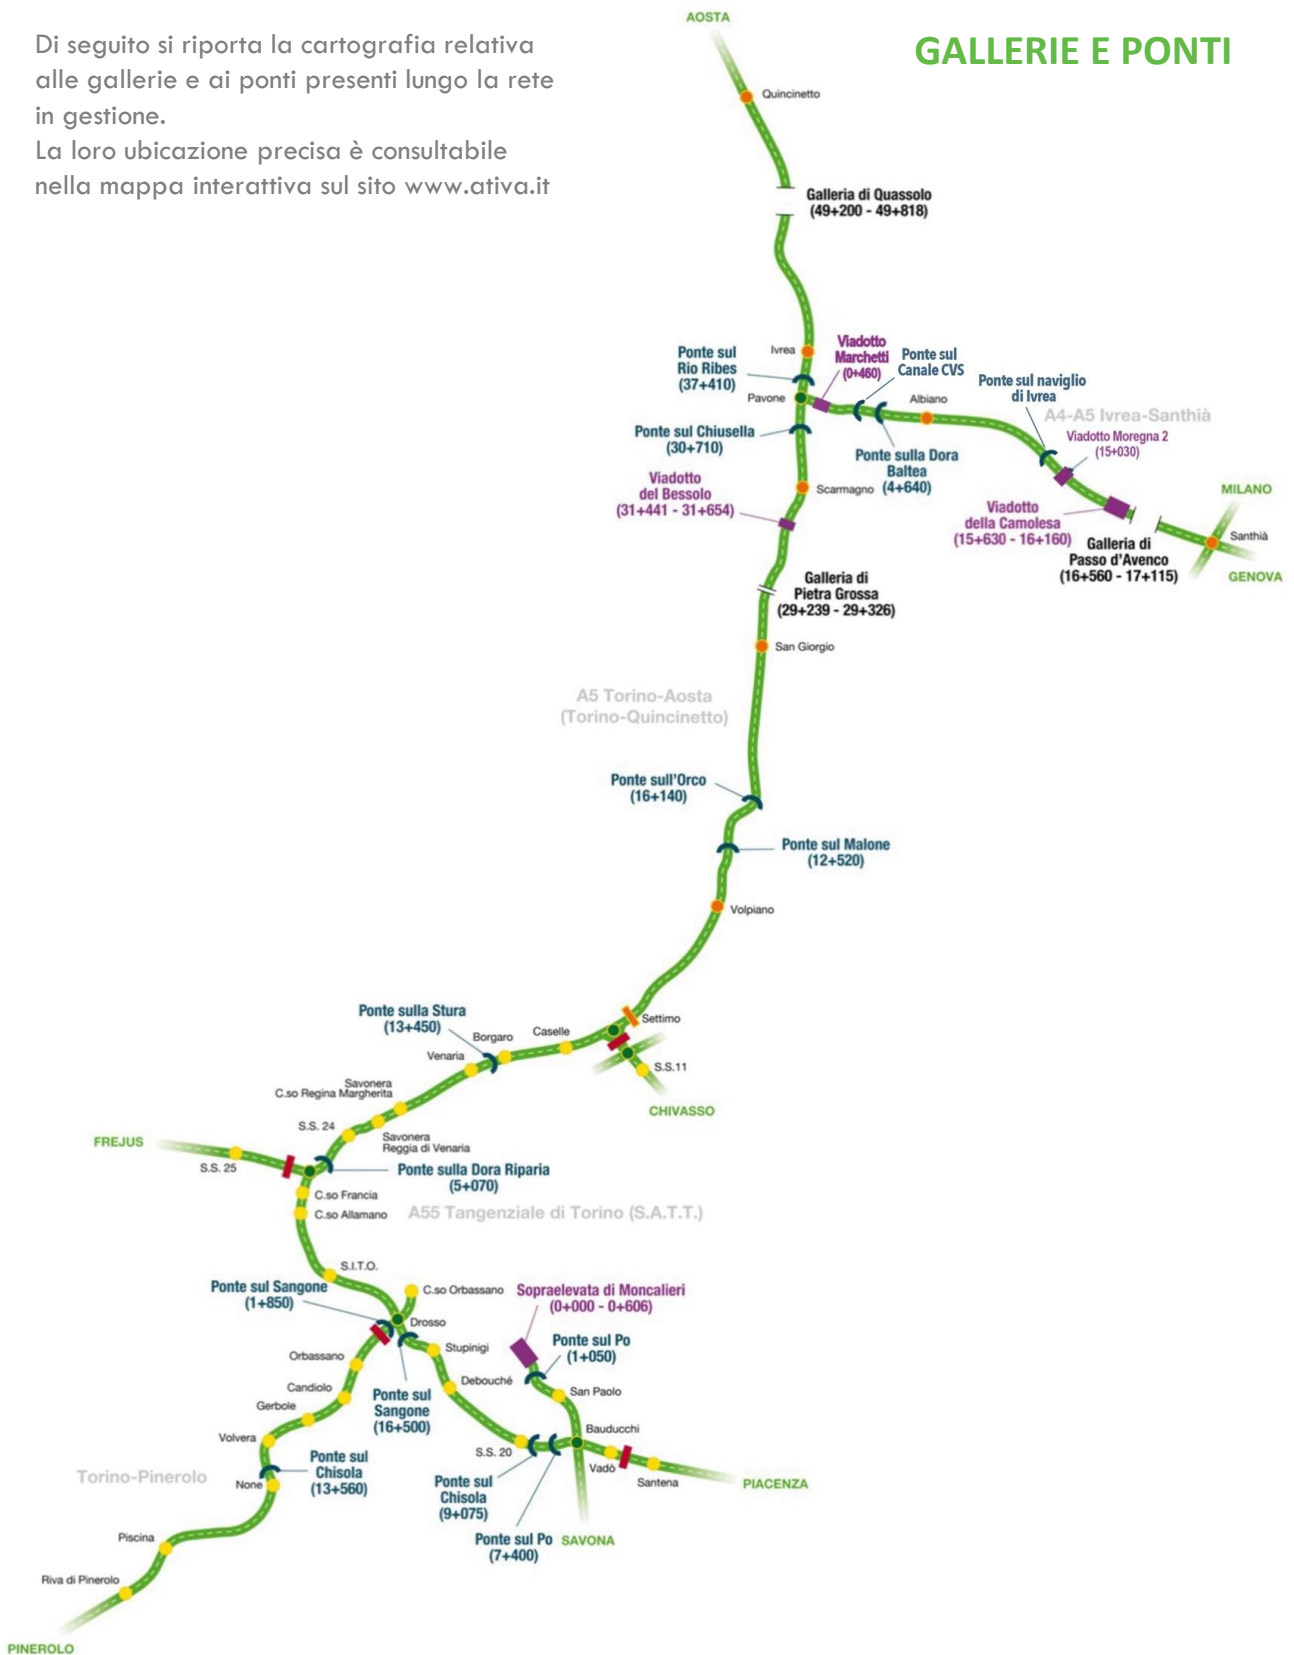 Di seguito si riporta la cartografia relativa
alle gallerie e ai ponti presenti lungo la rete
in gestione.
La loro ubicazione precisa è consultabile
nella mappa interattiva sul sito www.ativa.it
GALLERIE E PONTI
AOSTA
Quincinetto
Galleria di Quassolo
(49+200 - 49+818)
Ivrea
Ponte sul
Rio Ribes
(37+410)
Viadotto
Marchetti
(0+460)
Ponte sul
Canale CVS
Ponte sul naviglio
di Ivrea
Pavone
Albiano
A4-A5 Ivrea-Santhià
Ponte sul Chiusella
(30+710)
Viadotto Moregna 2
(15+030)
Ponte sulla Dora
Baltea
(4+640)
Viadotto
del Bessolo
(31+441 - 31+654)
Scarmagno
MILANO
Viadotto
della Camolesa
(15+630 - 16+160)
Santhià
Galleria di
Passo d'Avenco
(16+560 - 17+115)
GENOVA
Galleria di
Pietra Grossa
(29+239 - 29+326)
San Giorgio
A5 Torino-Aosta
(Torino-Quincinetto)
Ponte sull'Orco
(16+140)
Ponte sul Malone
(12+520)
Volpiano
Ponte sulla Stura
(13+450)
Settimo
Caselle
Borgaro
Venaria
S.S.11
CHIVASSO
Savonera
C.so Regina Margherita
S.S. 24
Savonera
Reggia di Venaria
FREJUS
S.S. 25
Ponte sulla Dora Riparia
(5+070)
C.so Francia
C.so Allamano
A55 Tangenziale di Torino (S.A.T.T.)
S.I.T.O.
Ponte sul Sangone
(1+850)
C.so Orbassano
Sopraelevata di Moncalieri
(0+000 - 0+606)
Drosso
Stupinigi
Ponte sul Po
(1+050)
Orbassano
Debouché
Candiolo
San Paolo
Gerbole
Ponte sul
Sangone
(16+500)
Bauducchi
Volvera
S.S. 20
Ponte sul
Chisola
(13+560)
Vadò
Torino-Pinerolo
None
Santena
PIACENZA
Ponte sul
Chisola
(9+075)
Piscina
Ponte sul Po
(7+400)
SAVONA
Riva di Pinerolo
PINEROLO